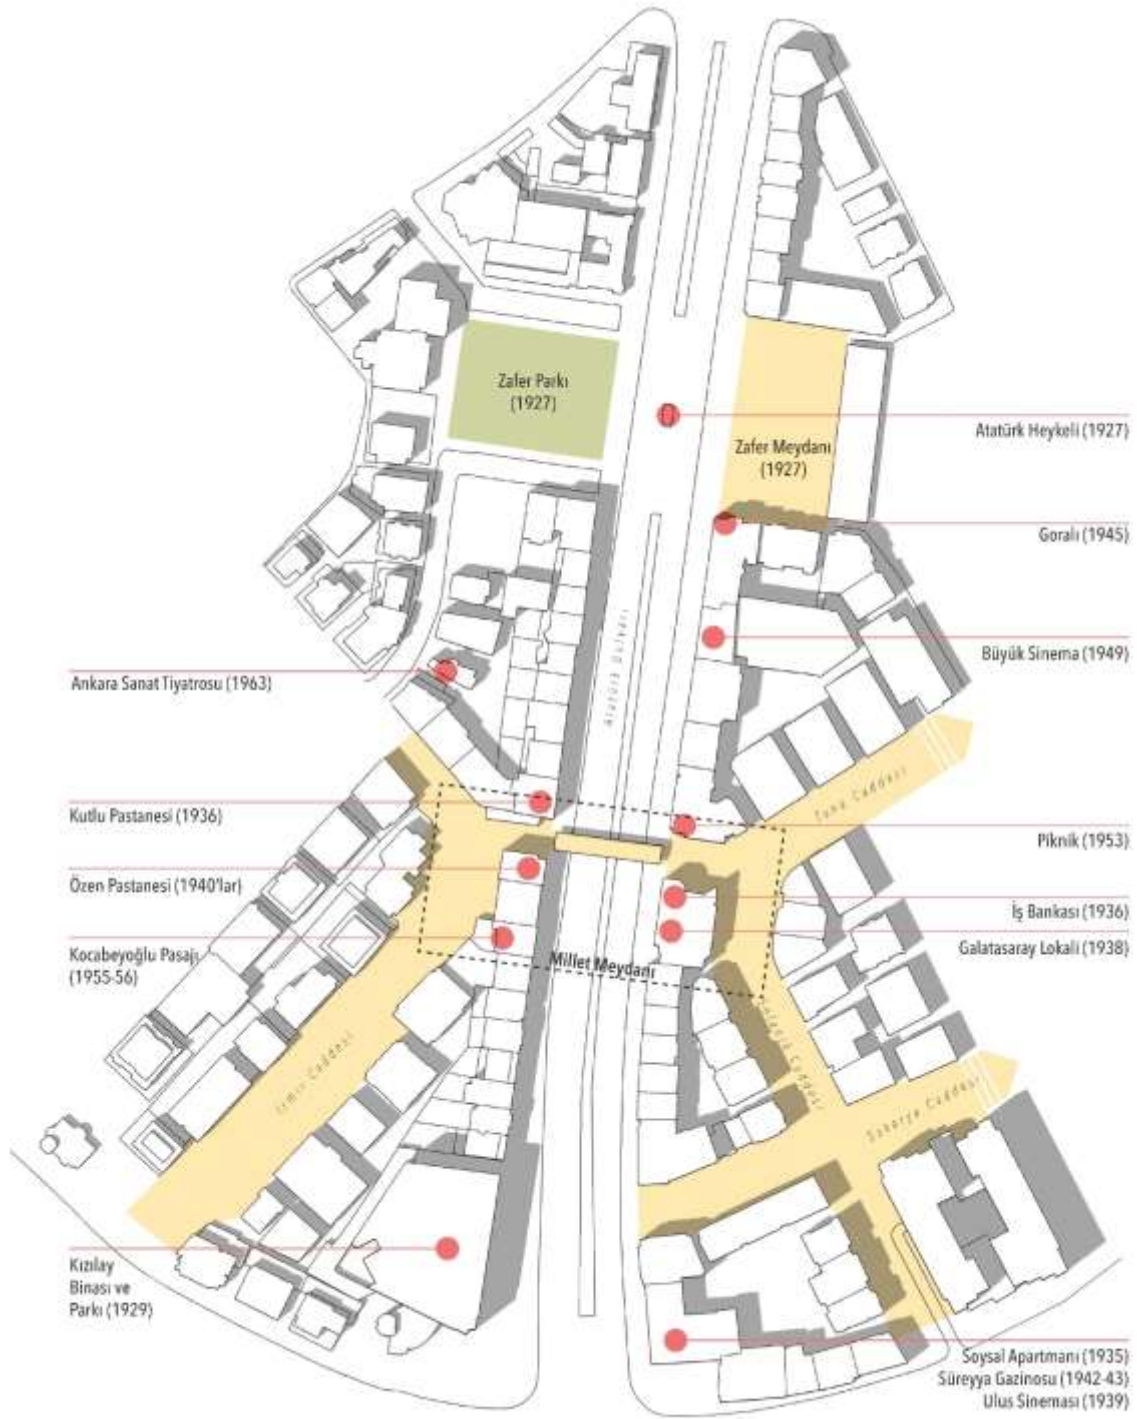 Zafer Parkı
(1927)
Atatürk Heykeli (1927)
Zafer Meydanı
(1927)
Goralı (1945)
Atatürk Bulvarı
Büyük Sinema (1949)
Ankara Sanat Tiyatrosu (1963)
Tuna Caddesi
Kutlu Pastanesi (1936)
Piknik (1953)
Özen Pastanesi (1940'lar)
İş Bankası (1936)
Kocabeyoğlu Pasajı
(1955-56)
Galatasaray Lokali (1938)
Millet Meydanı
İzmir Caddesi
Caddesi
Sakarya Caddesi
Kızılay
Binası ve
Parkı (1929)
Soysal Apartmanı (1935)
Süreyya Gazinosu (1942-43)
Ulus Sineması (1939)